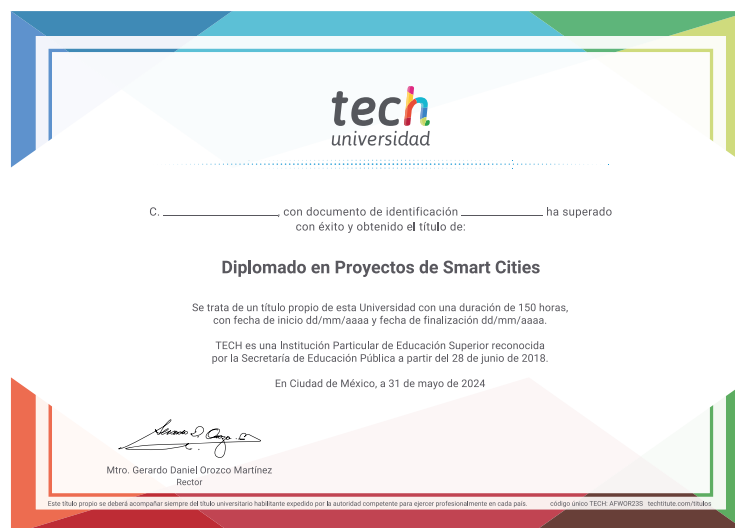 tech
universidad
C. ___________________, con documento de identificación ______________ ha superado
con éxito y obtenido el título de:
Diplomado en Proyectos de Smart Cities
Se trata de un título propio de esta Universidad con una duración de 150 horas,
con fecha de inicio dd/mm/aaaa y fecha de finalización dd/mm/aaaa.
TECH es una Institución Particular de Educación Superior reconocida
por la Secretaría de Educación Pública a partir del 28 de junio de 2018.
En Ciudad de México, a 31 de mayo de 2024
Mtro. Gerardo Daniel Orozco Martínez
Rector
Este título propio se deberá acompañar siempre del título universitario habilitante expedido por la autoridad competente para ejercer profesionalmente en cada país. código único TECH: AFWOR23S techtitute.com/titulos